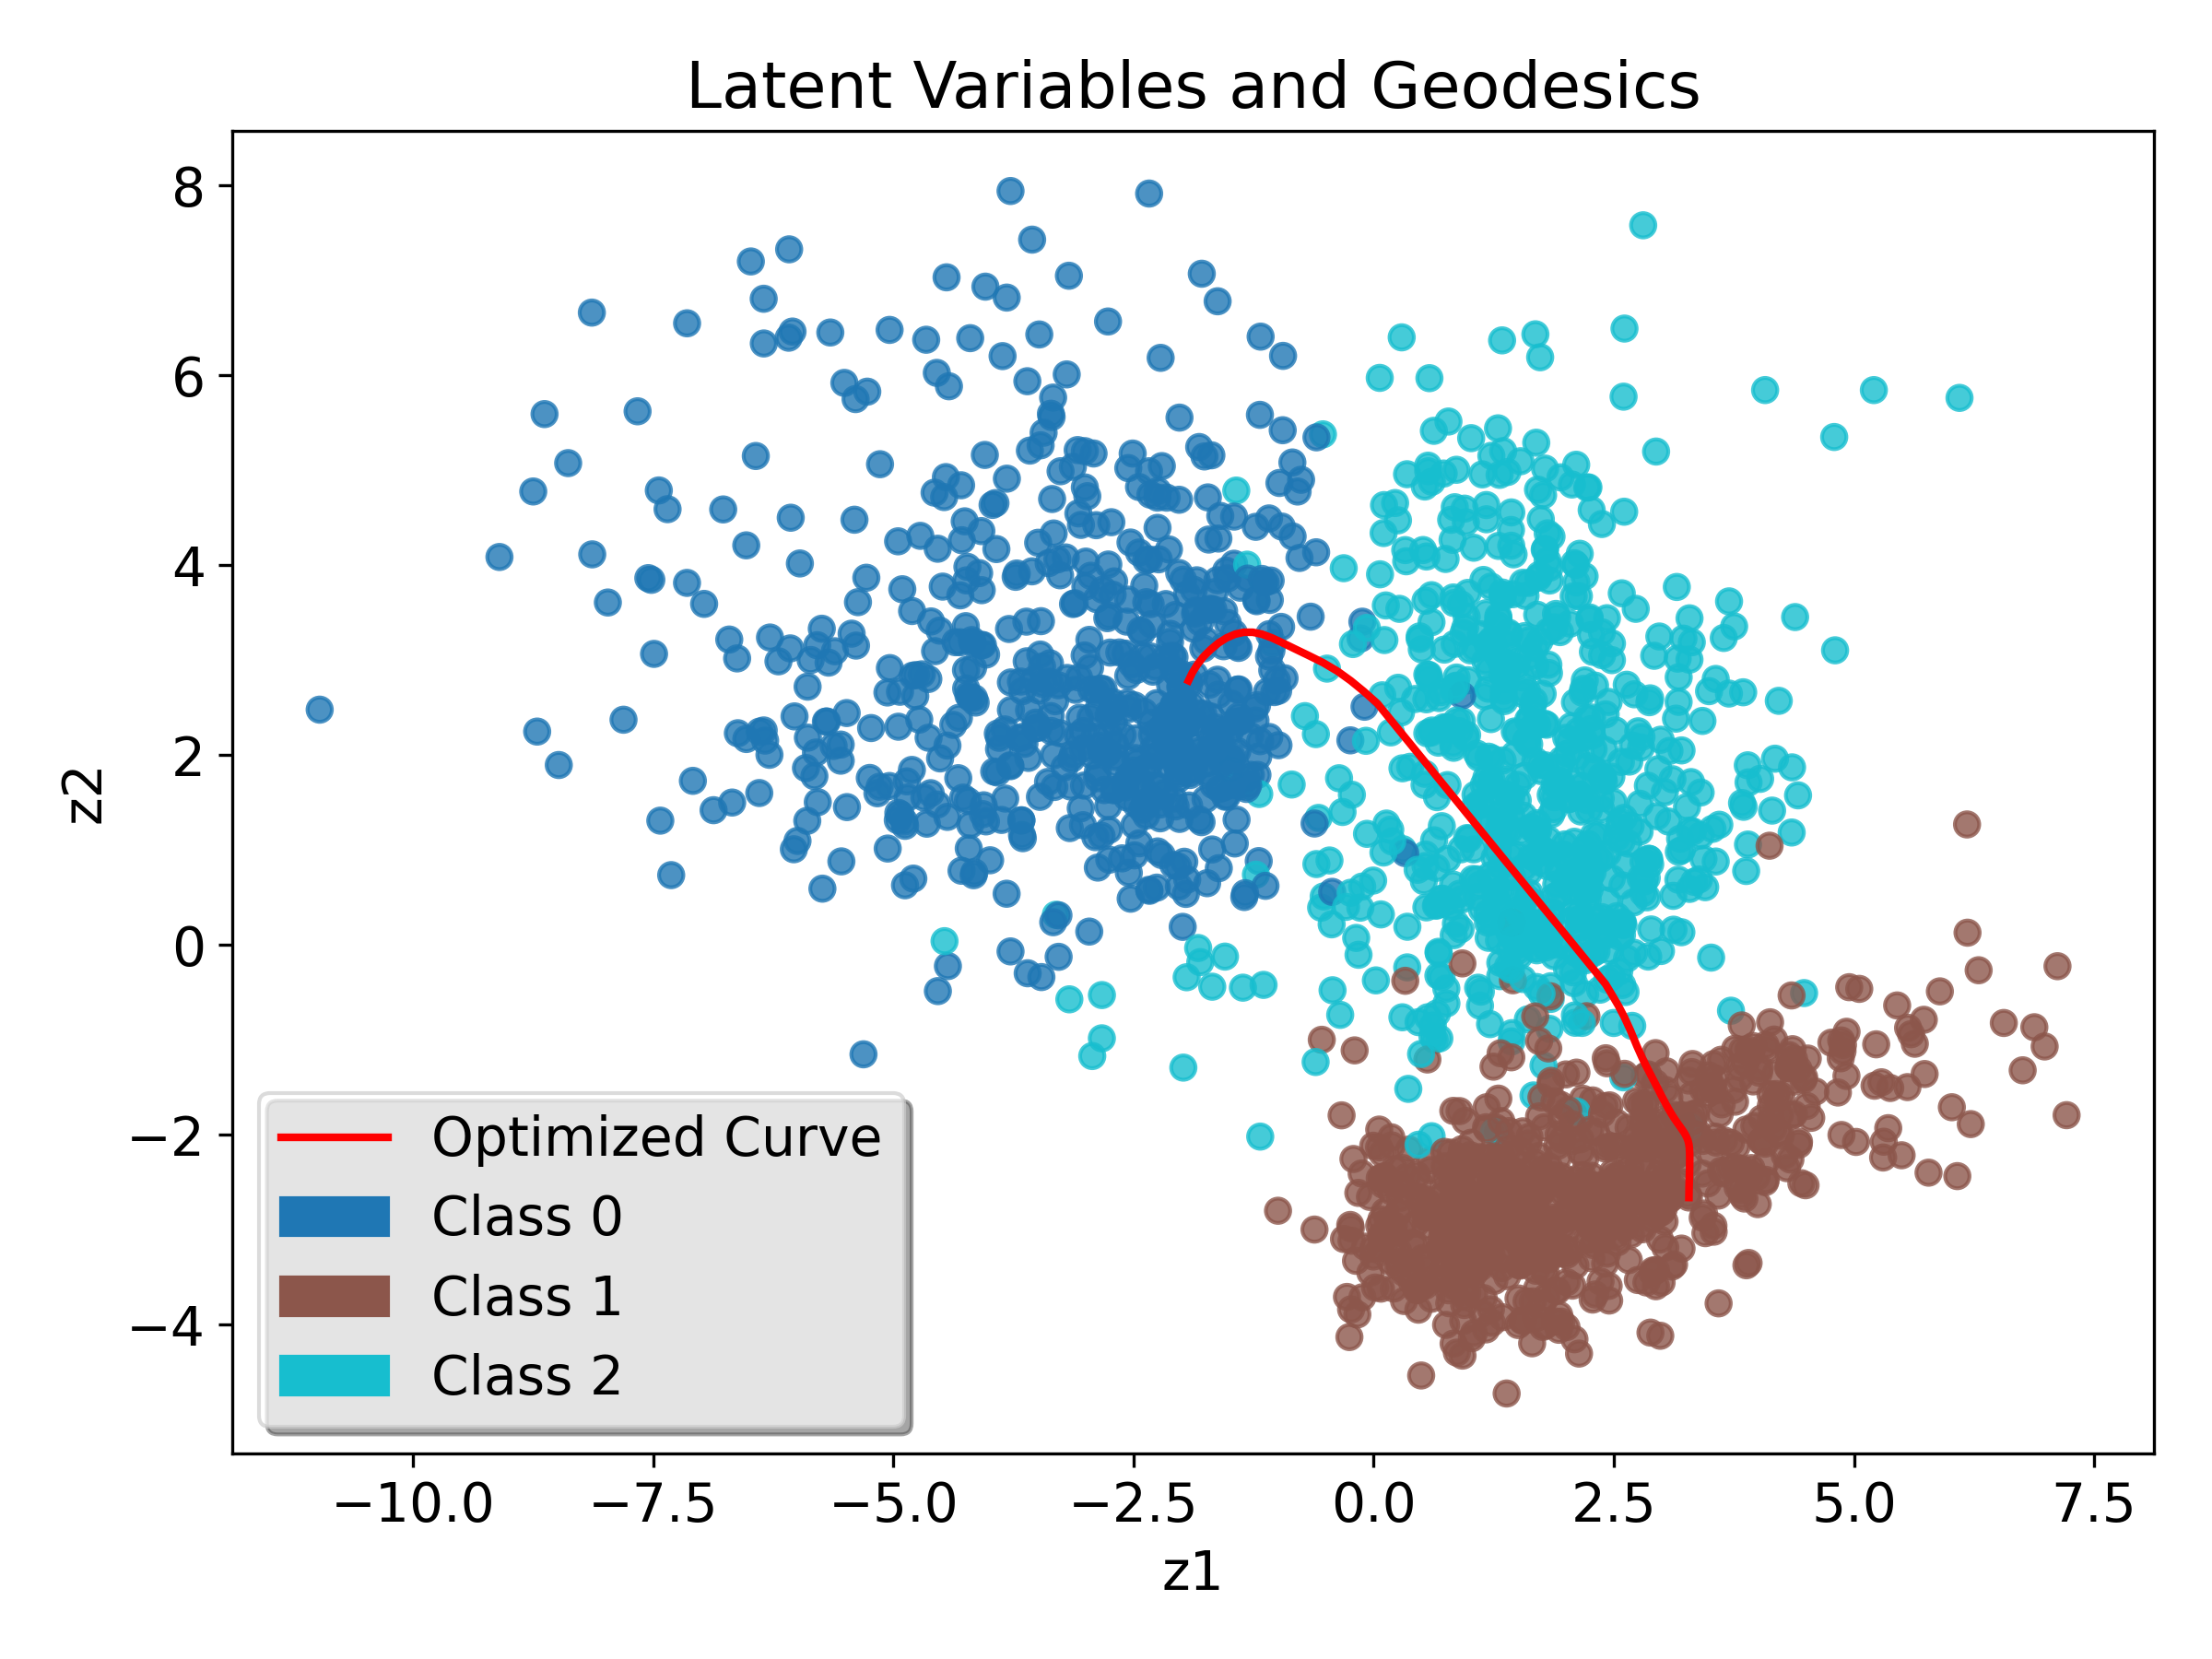 Latent Variables and Geodesics
8
6
4
2
0
−2
−4
z2
Optimized Curve
Class 0
Class 1
Class 2
−10.0 −7.5 −5.0 −2.5 0.0 2.5 5.0 7.5
z1